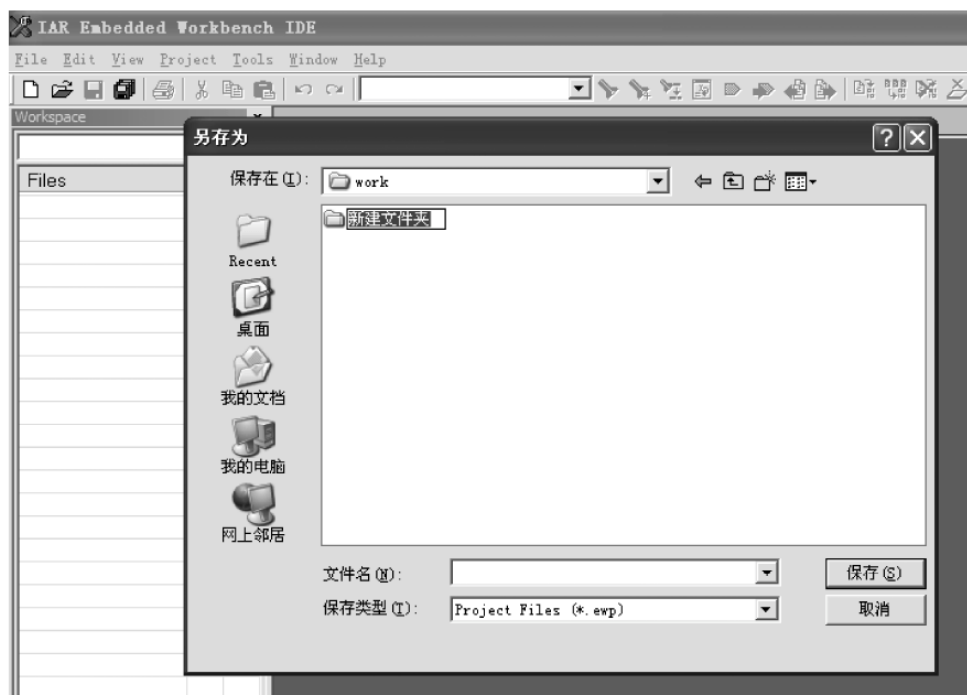 IAR Embedded Workbench IDE
File Edit View Project Tools Window Help
Workspace
另存为
保存在(I):
work
Files
新建文件夹
Recent
桌面
我的文档
我的电脑
网上邻居
文件名(N):
保存(S)
保存类型(T):
Project Files (*.ewp)
取消